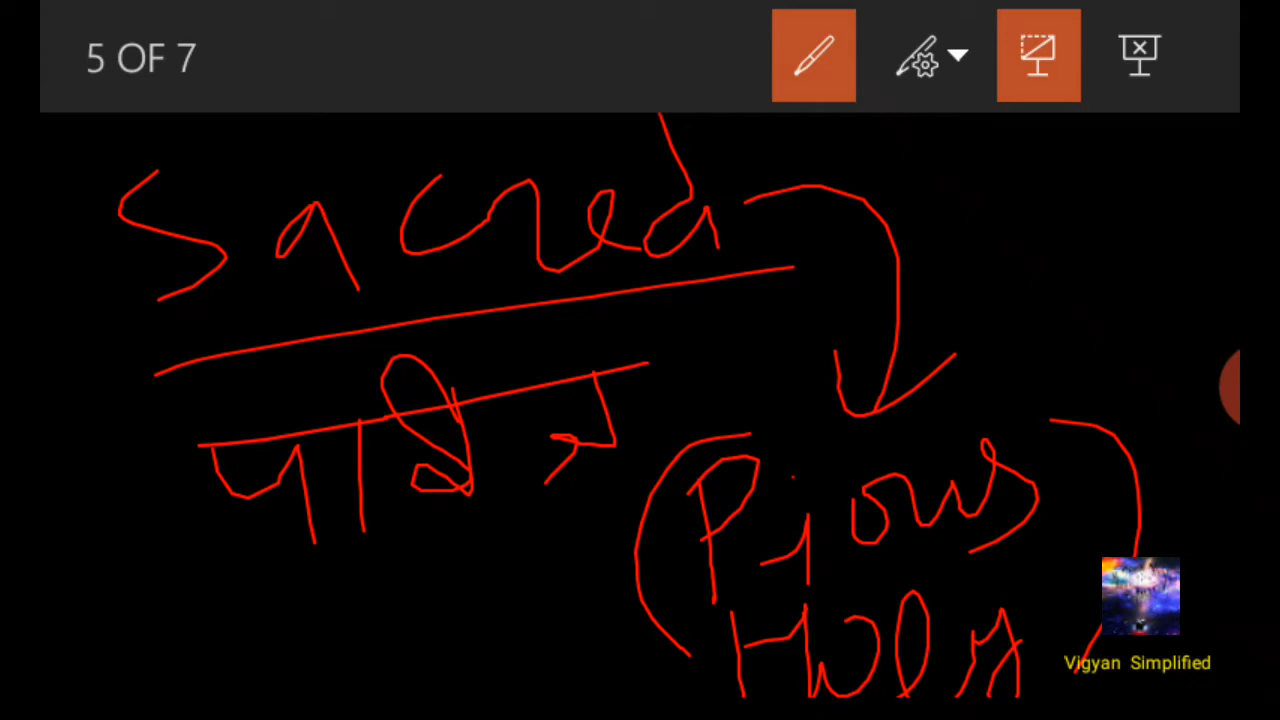 5 OF 7
Sacred
पवित्र
(Pious
Holy)
Vigyan Simplified